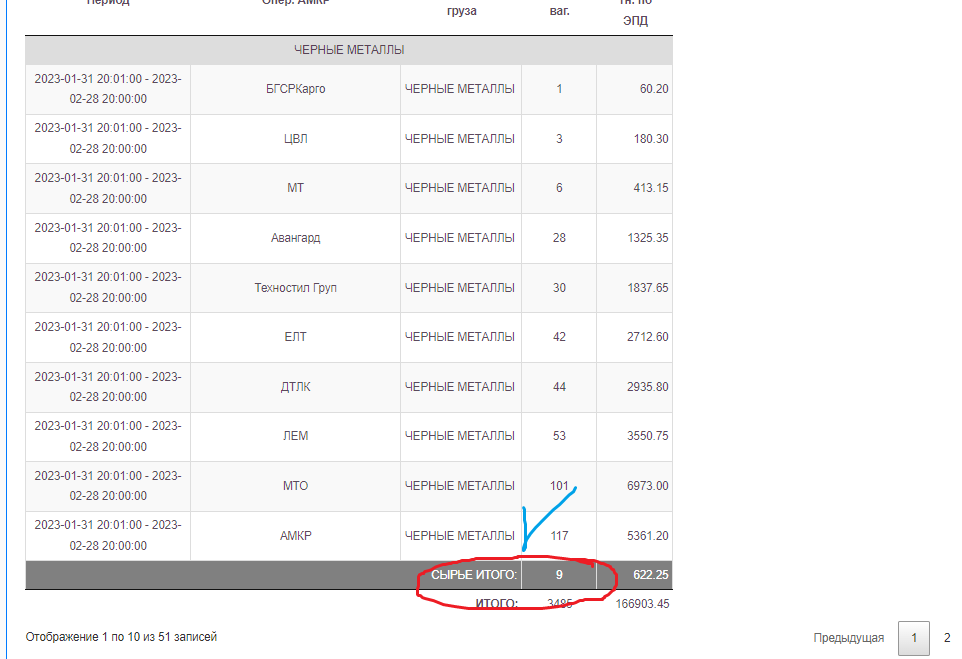 Период Опер. АМКР груза ваг. тн. по
ЭПД
ЧЕРНЫЕ МЕТАЛЛЫ
2023-01-31 20:01:00 - 2023-
02-28 20:00:00 БГСРКарго ЧЕРНЫЕ МЕТАЛЛЫ 1 60.20
2023-01-31 20:01:00 - 2023-
02-28 20:00:00 ЦВЛ ЧЕРНЫЕ МЕТАЛЛЫ 3 180.30
2023-01-31 20:01:00 - 2023-
02-28 20:00:00 МТ ЧЕРНЫЕ МЕТАЛЛЫ 6 413.15
2023-01-31 20:01:00 - 2023-
02-28 20:00:00 Авангард ЧЕРНЫЕ МЕТАЛЛЫ 28 1325.35
2023-01-31 20:01:00 - 2023-
02-28 20:00:00 Техностил Груп ЧЕРНЫЕ МЕТАЛЛЫ 30 1837.65
2023-01-31 20:01:00 - 2023-
02-28 20:00:00 ЕЛТ ЧЕРНЫЕ МЕТАЛЛЫ 42 2712.60
2023-01-31 20:01:00 - 2023-
02-28 20:00:00 ДТЛК ЧЕРНЫЕ МЕТАЛЛЫ 44 2935.80
2023-01-31 20:01:00 - 2023-
02-28 20:00:00 ЛЕМ ЧЕРНЫЕ МЕТАЛЛЫ 53 3550.75
2023-01-31 20:01:00 - 2023-
02-28 20:00:00 МТО ЧЕРНЫЕ МЕТАЛЛЫ 101 6973.00
2023-01-31 20:01:00 - 2023-
02-28 20:00:00 АМКР ЧЕРНЫЕ МЕТАЛЛЫ 117 5361.20
СЫРЬЕ ИТОГО: 9 622.25
ИТОГО: 3485 166903.45
Отображение 1 по 10 из 51 записей Предыдущая 1 2